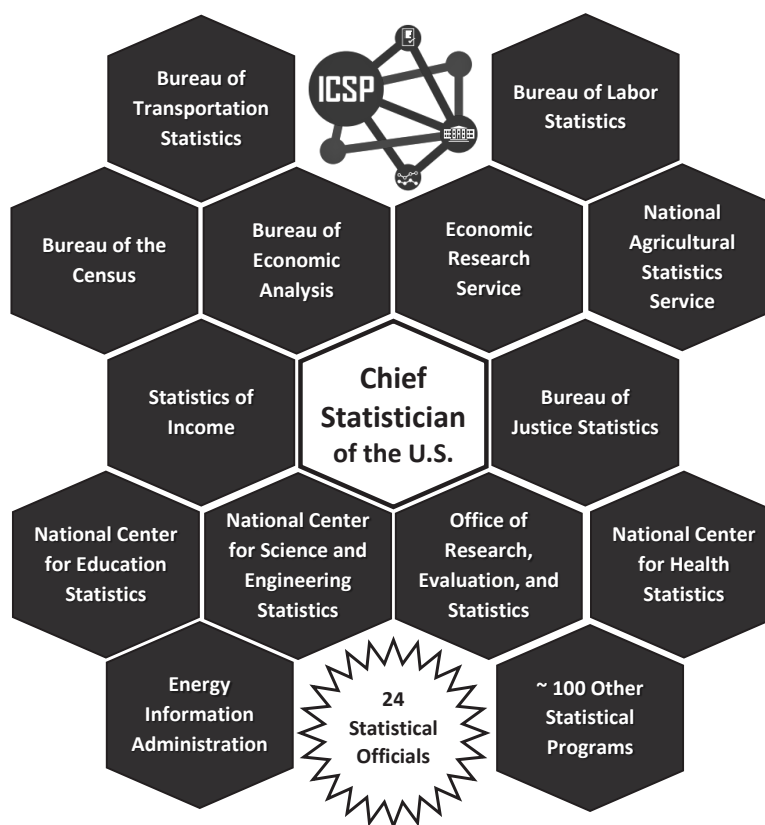 Bureau of
Transportation
Statistics
ICSP
Bureau of Labor
Statistics
Bureau of the
Census
Bureau of
Economic
Analysis
Economic
Research
Service
National
Agricultural
Statistics
Service
Statistics of
Income
Chief
Statistician
of the U.S.
Bureau of
Justice Statistics
National Center
for Education
Statistics
National Center
for Science and
Engineering
Statistics
Office of
Research,
Evaluation, and
Statistics
National Center
for Health
Statistics
Energy
Information
Administration
24
Statistical
Officials
~ 100 Other
Statistical
Programs